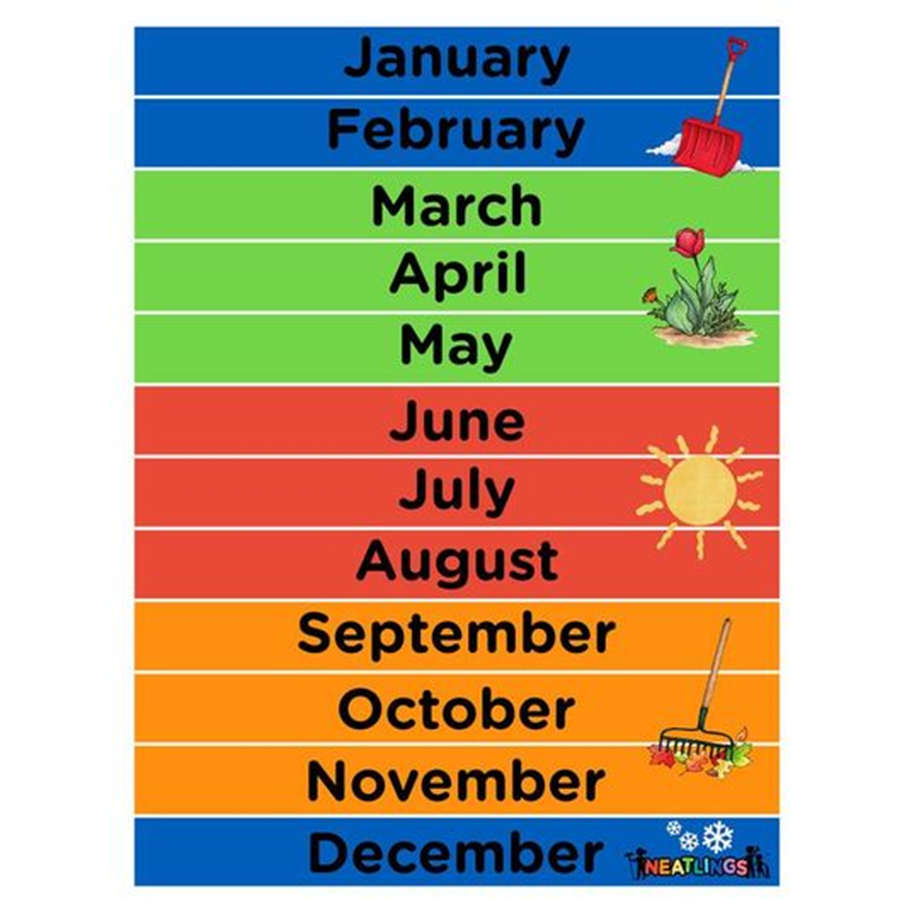 January
February
March
April
May
June
July
August
September
October
November
December
NEATLINGS